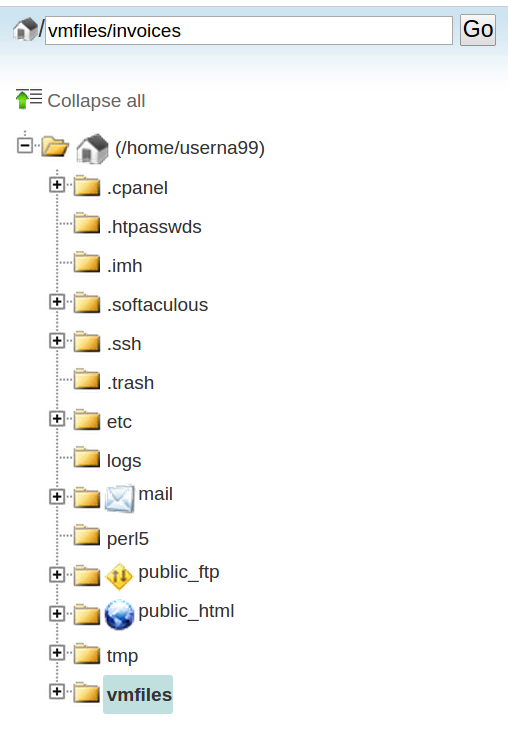 /vmfiles/invoices Go
Collapse all
(/home/userna99)
.cpanel
.htpasswds
.imh
.softaculous
.ssh
.trash
etc
logs
mail
perl5
public_ftp
public_html
tmp
vmfiles